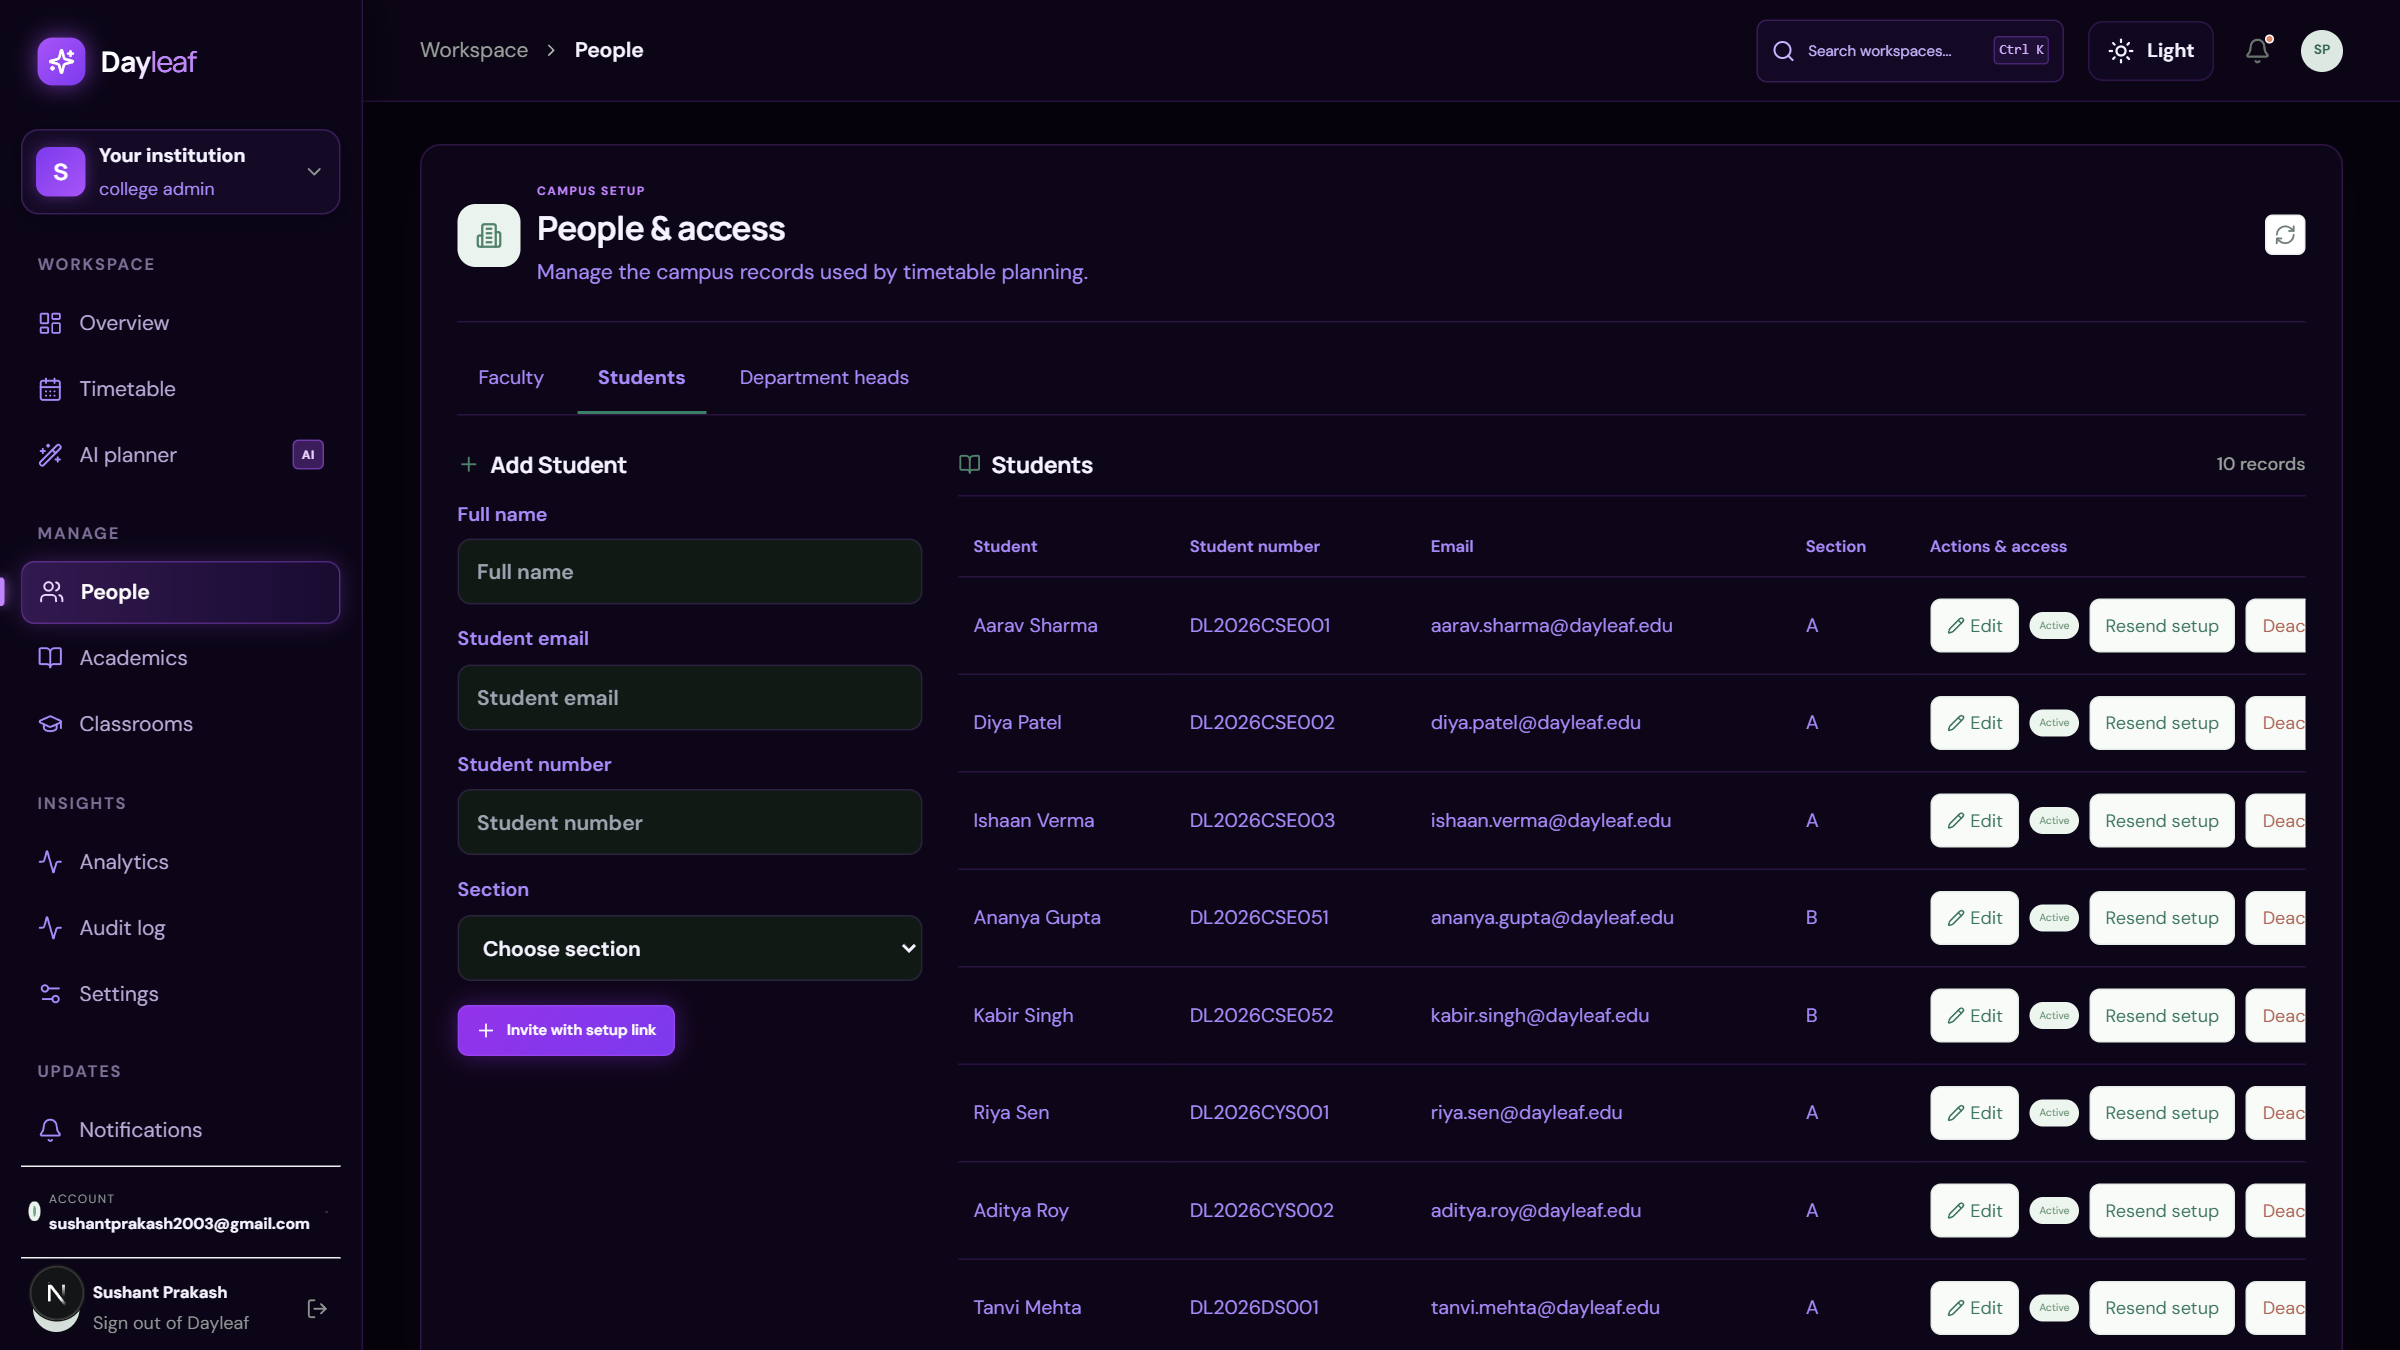 Dayleaf
Workspace > People
Search workspaces... Ctrl K
Light
SP
S
Your institution
college admin
WORKSPACE
Overview
Timetable
AI planner AI
MANAGE
People
Academics
Classrooms
INSIGHTS
Analytics
Audit log
Settings
UPDATES
Notifications
ACCOUNT
sushantprakash2003@gmail.com
N
Sushant Prakash
Sign out of Dayleaf
CAMPUS SETUP
People & access
Manage the campus records used by timetable planning.
Faculty Students Department heads
+ Add Student
Full name
Full name
Student email
Student email
Student number
Student number
Section
Choose section
+ Invite with setup link
Students 10 records
Student Student number Email Section Actions & access
Aarav Sharma DL2026CSE001 aarav.sharma@dayleaf.edu A Edit Active Resend setup Deac
Diya Patel DL2026CSE002 diya.patel@dayleaf.edu A Edit Active Resend setup Deac
Ishaan Verma DL2026CSE003 ishaan.verma@dayleaf.edu A Edit Active Resend setup Deac
Ananya Gupta DL2026CSE051 ananya.gupta@dayleaf.edu B Edit Active Resend setup Deac
Kabir Singh DL2026CSE052 kabir.singh@dayleaf.edu B Edit Active Resend setup Deac
Riya Sen DL2026CYS001 riya.sen@dayleaf.edu A Edit Active Resend setup Deac
Aditya Roy DL2026CYS002 aditya.roy@dayleaf.edu A Edit Active Resend setup Deac
Tanvi Mehta DL2026DS001 tanvi.mehta@dayleaf.edu A Edit Active Resend setup Deac